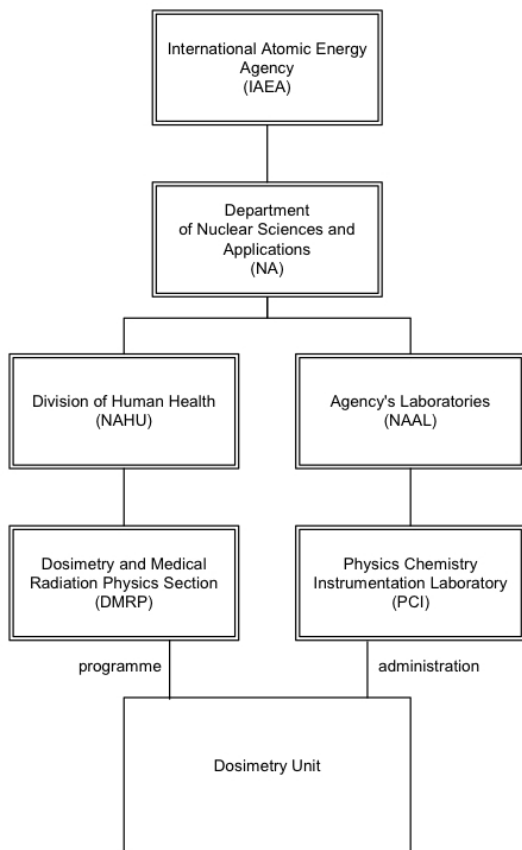 International Atomic Energy
Agency
(IAEA)
Department
of Nuclear Sciences and
Applications
(NA)
Division of Human Health
(NAHU)
Agency's Laboratories
(NAAL)
Dosimetry and Medical
Radiation Physics Section
(DMRP)
Physics Chemistry
Instrumentation Laboratory
(PCI)
programme
administration
Dosimetry Unit